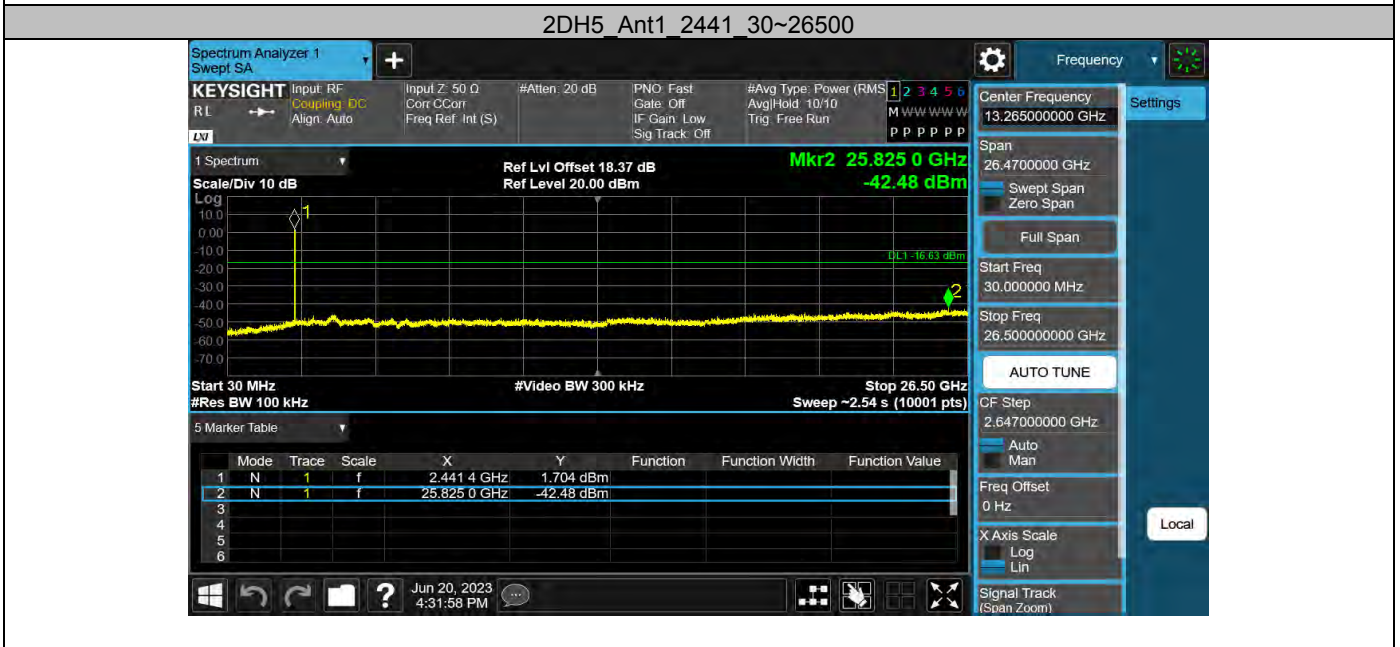 2DH5_Ant1_2441_30~26500
Spectrum Analyzer 1
Swept SA
Frequency
KEYSIGHT
RL
LXI
Input: RF
Coupling: DC
Align: Auto
Input Z: 50 Ω
Corr CCorr
Freq Ref: Int (S)
#Atten: 20 dB
PNO: Fast
Gate: Off
IF Gain: Low
Sig Track: Off
#Avg Type: Power (RMS
Avg|Hold: 10/10
Trig: Free Run
1 2 3 4 5 6
M W W W W W
P P P P P P
1 Spectrum
Scale/Div 10 dB
Ref Lvl Offset 18.37 dB
Ref Level 20.00 dBm
Mkr2 25.825 0 GHz
-42.48 dBm
Log
10.0
0.00
-10.0
-20.0
-30.0
-40.0
-50.0
-60.0
-70.0
1
DL1 -16.63 dBm
2
Start 30 MHz
#Res BW 100 kHz
#Video BW 300 kHz
Stop 26.50 GHz
Sweep ~2.54 s (10001 pts)
5 Marker Table
Mode Trace Scale X Y Function Function Width Function Value
1 N 1 f 2.441 4 GHz 1.704 dBm
2 N 1 f 25.825 0 GHz -42.48 dBm
3
4
5
6
Jun 20, 2023
4:31:58 PM
Center Frequency
13.265000000 GHz
Settings
Span
26.4700000 GHz
Swept Span
Zero Span
Full Span
Start Freq
30.000000 MHz
Stop Freq
26.500000000 GHz
AUTO TUNE
CF Step
2.647000000 GHz
Auto
Man
Freq Offset
0 Hz
Local
X Axis Scale
Log
Lin
Signal Track
(Span Zoom)